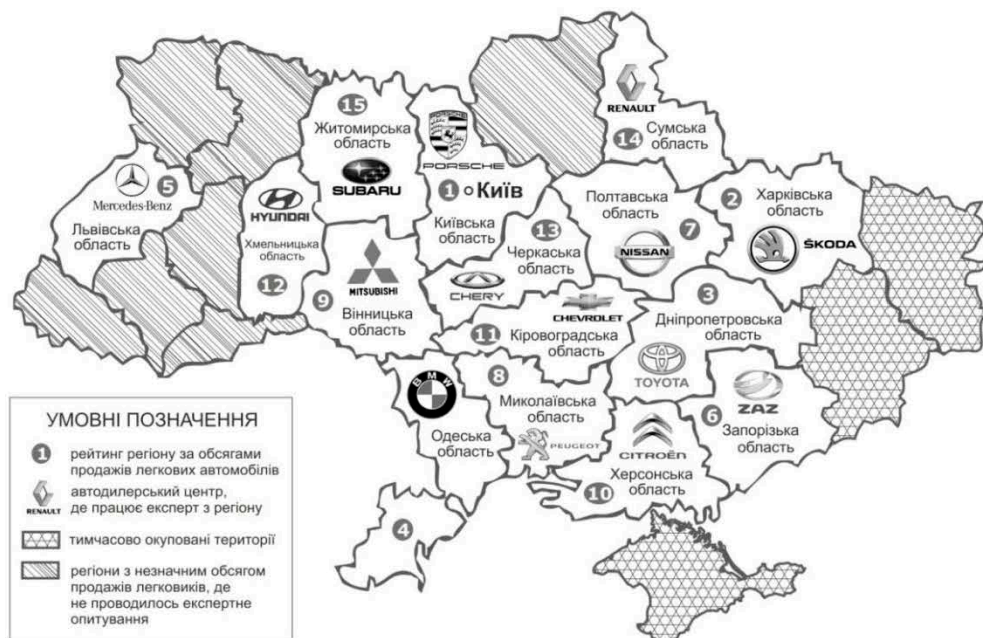 RENAULT
14 Сумська
область
15
Житомирська
область
SUBARU
PORSCHE
PORSCHE
1 Київ
Київська
область
5
Mercedes-Benz
Львівська
область
HYUNDAI
Хмельницька
область
12
Полтавська
область
7
NISSAN
2 Харківська
область
ŠKODA
13
Черкаська
область
CHERY
MITSUBISHI
9 Вінницька
область
CHEVROLET
11 Кіровоградська
область
3
Дніпропетровська
область
TOYOTA
BMW
Одеська
область
4
8
Миколаївська
область
PEUGEOT
CITROËN
10 Херсонська
область
ZAZ
6 Запорізька
область
УМОВНІ ПОЗНАЧЕННЯ
1 рейтинг регіону за обсягами
продажів легкових автомобілів
RENAULT автодилерський центр,
де працює експерт з регіону
тимчасово окуповані території
регіони з незначним обсягом
продажів легковиків, де
не проводилось експертне
опитування